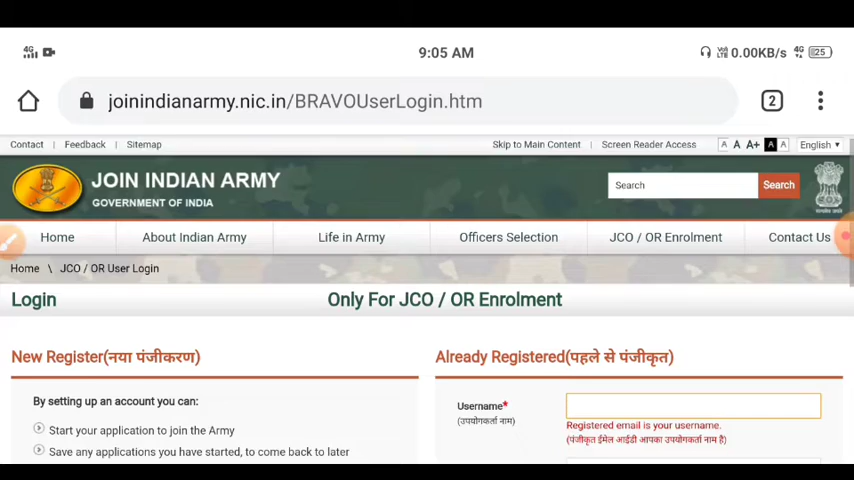 4G 9:05 AM Vo LTE 0.00KB/s 4G 25
joinindianarmy.nic.in/BRAVOUserLogin.htm 2
Contact | Feedback | Sitemap Skip to Main Content | Screen Reader Access A A A+ A A English
JOIN INDIAN ARMY
GOVERNMENT OF INDIA
Search Search
Home About Indian Army Life in Army Officers Selection JCO / OR Enrolment Contact Us
Home \ JCO / OR User Login
Login Only For JCO / OR Enrolment
New Register(नया पंजीकरण)
By setting up an account you can:
Start your application to join the Army
Save any applications you have started, to come back to later
Already Registered(पहले से पंजीकृत)
Username*
(उपयोगकर्ता नाम)
Registered email is your username.
(पंजीकृत ईमेल आईडी आपका उपयोगकर्ता नाम है)